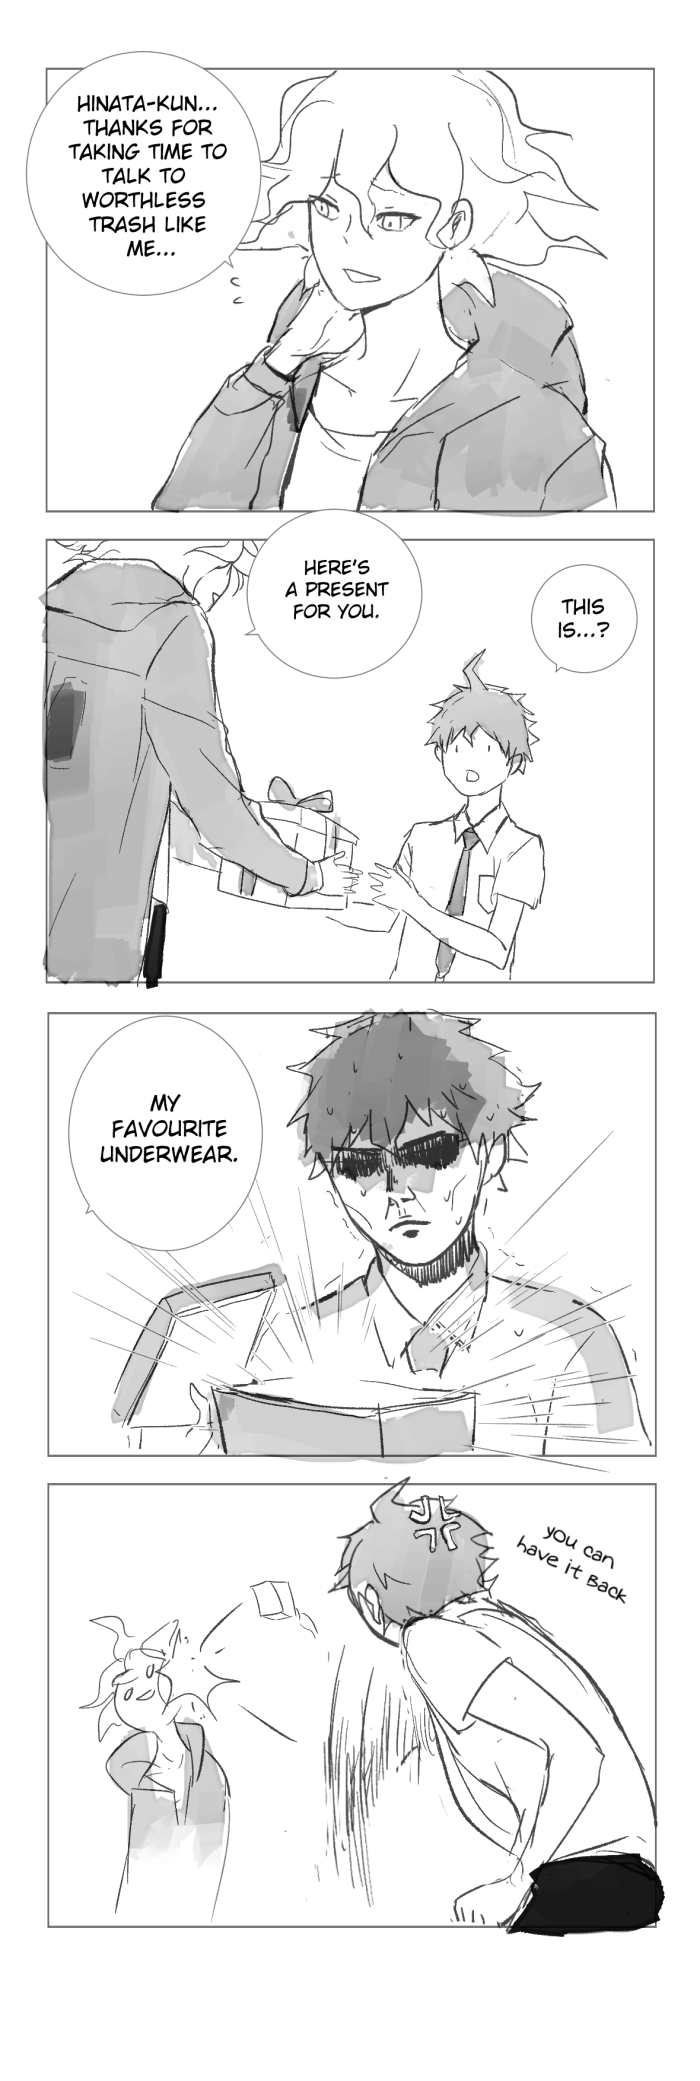 HINATA-KUN...
THANKS FOR
TAKING TIME TO
TALK TO
WORTHLESS
TRASH LIKE
ME...
HERE'S
A PRESENT
FOR YOU.
THIS
IS...?
MY
FAVOURITE
UNDERWEAR.
you can
have it back